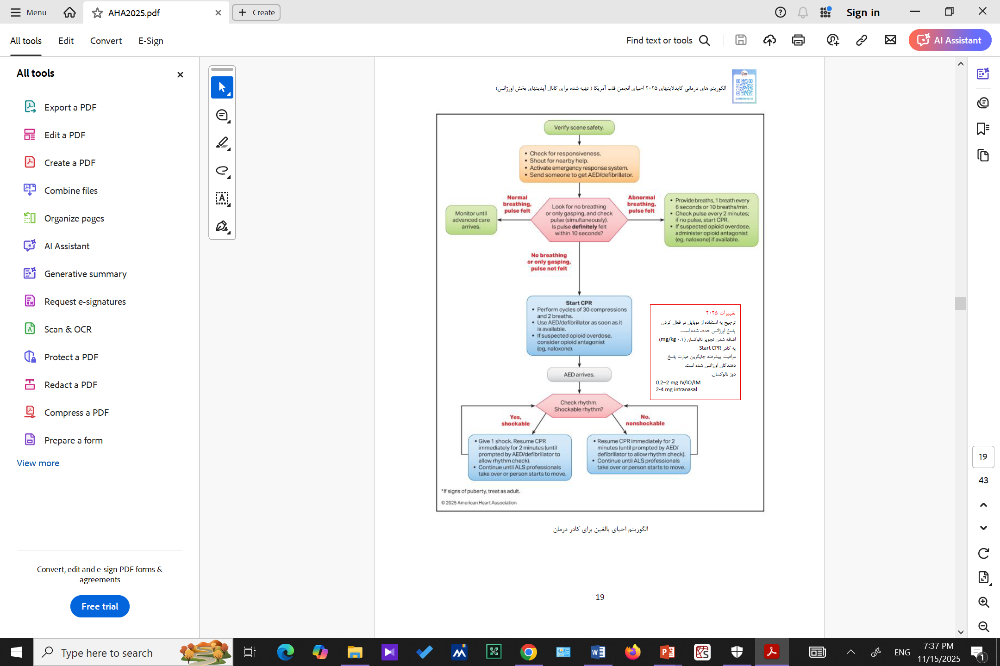 Menu
AHA2025.pdf
Create
Sign in
All tools
Edit
Convert
E-Sign
Find text or tools
AI Assistant
All tools
Export a PDF
Edit a PDF
Create a PDF
Combine files
Organize pages
AI Assistant
Generative summary
Request e-signatures
Scan & OCR
Protect a PDF
Redact a PDF
Compress a PDF
Prepare a form
View more
Convert, edit and e-sign PDF forms &
agreements
Free trial
الگوریتم های درمانی گایدلاینهای ۲۰۲۵ احیای انجمن قلب آمریکا ( تهیه شده برای کانال آپدیتهای بخش اورژانس)
@EMEDUPDATES
Verify scene safety.
• Check for responsiveness.
• Shout for nearby help.
• Activate emergency response system.
• Send someone to get AED/defibrillator.
Normal
breathing,
pulse felt
Abnormal
breathing,
pulse felt
Monitor until
advanced care
arrives.
Look for no breathing
or only gasping, and check
pulse (simultaneously).
Is pulse definitely felt
within 10 seconds?
• Provide breaths, 1 breath every
6 seconds or 10 breaths/min.
• Check pulse every 2 minutes;
if no pulse, start CPR.
• If suspected opioid overdose,
administer opioid antagonist
(eg, naloxone) if available.
No breathing
or only gasping,
pulse not felt
Start CPR
• Perform cycles of 30 compressions
and 2 breaths.
• Use AED/defibrillator as soon as it
is available.
• If suspected opioid overdose,
consider opioid antagonist
(eg, naloxone).
تغییرات ۲۰۲۵
ترجیح به استفاده از موبایل در فعال کردن
پاسخ اورژانس حذف شده است.
اضافه شدن تجویز نالوکسان (۰.۱ mg/kg)
به کادر Start CPR
مراقبت پیشرفته جایگزین عبارت پاسخ
دهندگان اورژانس شده است.
دوز نالوکسان:
0.2–2 mg IV/IO/IM
2-4 mg intranasal
AED arrives.
Check rhythm.
Shockable rhythm?
Yes,
shockable
No,
nonshockable
• Give 1 shock. Resume CPR
immediately for 2 minutes (until
prompted by AED/defibrillator to
allow rhythm check).
• Continue until ALS professionals
take over or person starts to move.
• Resume CPR immediately for 2
minutes (until prompted by AED/
defibrillator to allow rhythm check).
• Continue until ALS professionals
take over or person starts to move.
*If signs of puberty, treat as adult.
© 2025 American Heart Association
الگوریتم احیای بالغین برای کادر درمان
19
19
43
Type here to search
ENG
7:37 PM
11/15/2025
1